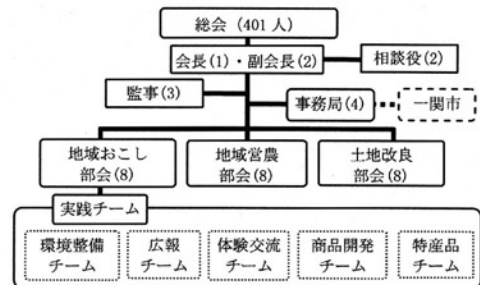 総会 (401 人)
会長(1)・副会長(2)
相談役(2)
監事(3)
事務局(4)
一関市
地域おこし
部会(8)
地域営農
部会(8)
土地改良
部会(8)
実践チーム
環境整備
チーム
広報
チーム
体験交流
チーム
商品開発
チーム
特産品
チーム